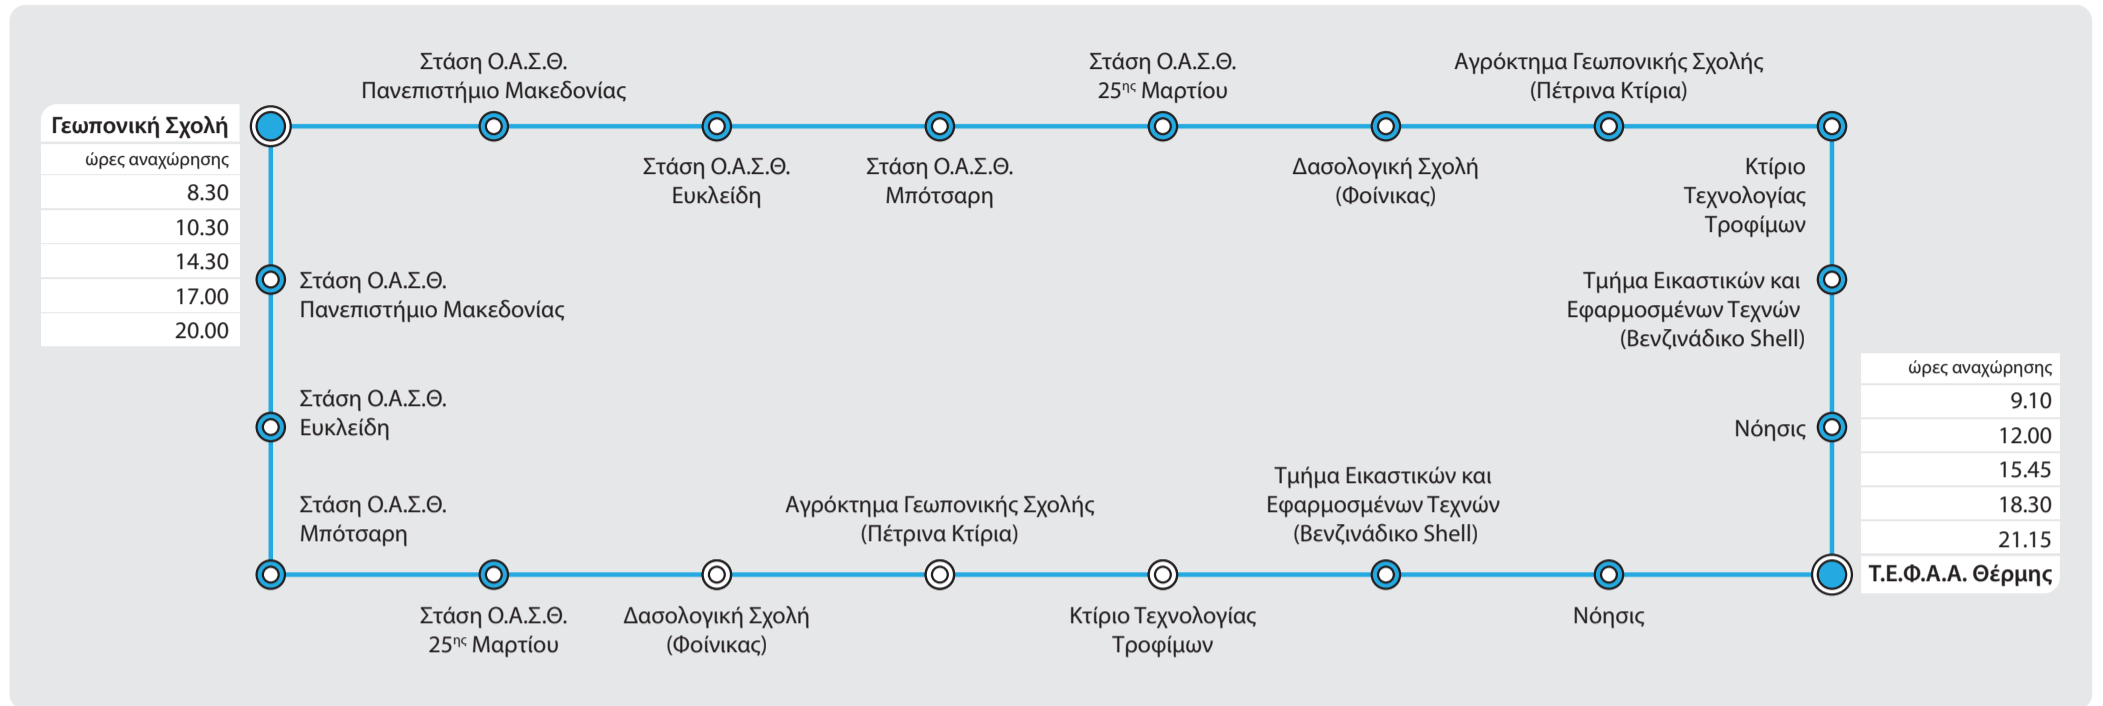 Στάση Ο.Α.Σ.Θ.
Πανεπιστήμιο Μακεδονίας
Στάση Ο.Α.Σ.Θ.
25ης Μαρτίου
Αγρόκτημα Γεωπονικής Σχολής
(Πέτρινα Κτίρια)
Γεωπονική Σχολή
ώρες αναχώρησης
8.30
10.30
14.30
17.00
20.00
Στάση Ο.Α.Σ.Θ.
Ευκλείδη
Στάση Ο.Α.Σ.Θ.
Μπότσαρη
Δασολογική Σχολή
(Φοίνικας)
Κτίριο
Τεχνολογίας
Τροφίμων
Στάση Ο.Α.Σ.Θ.
Πανεπιστήμιο Μακεδονίας
Τμήμα Εικαστικών και
Εφαρμοσμένων Τεχνών
(Βενζινάδικο Shell)
Στάση Ο.Α.Σ.Θ.
Ευκλείδη
Νόησις
ώρες αναχώρησης
9.10
12.00
15.45
18.30
21.15
Τ.Ε.Φ.Α.Α. Θέρμης
Στάση Ο.Α.Σ.Θ.
Μπότσαρη
Αγρόκτημα Γεωπονικής Σχολής
(Πέτρινα Κτίρια)
Τμήμα Εικαστικών και
Εφαρμοσμένων Τεχνών
(Βενζινάδικο Shell)
Στάση Ο.Α.Σ.Θ.
25ης Μαρτίου
Δασολογική Σχολή
(Φοίνικας)
Κτίριο Τεχνολογίας
Τροφίμων
Νόησις